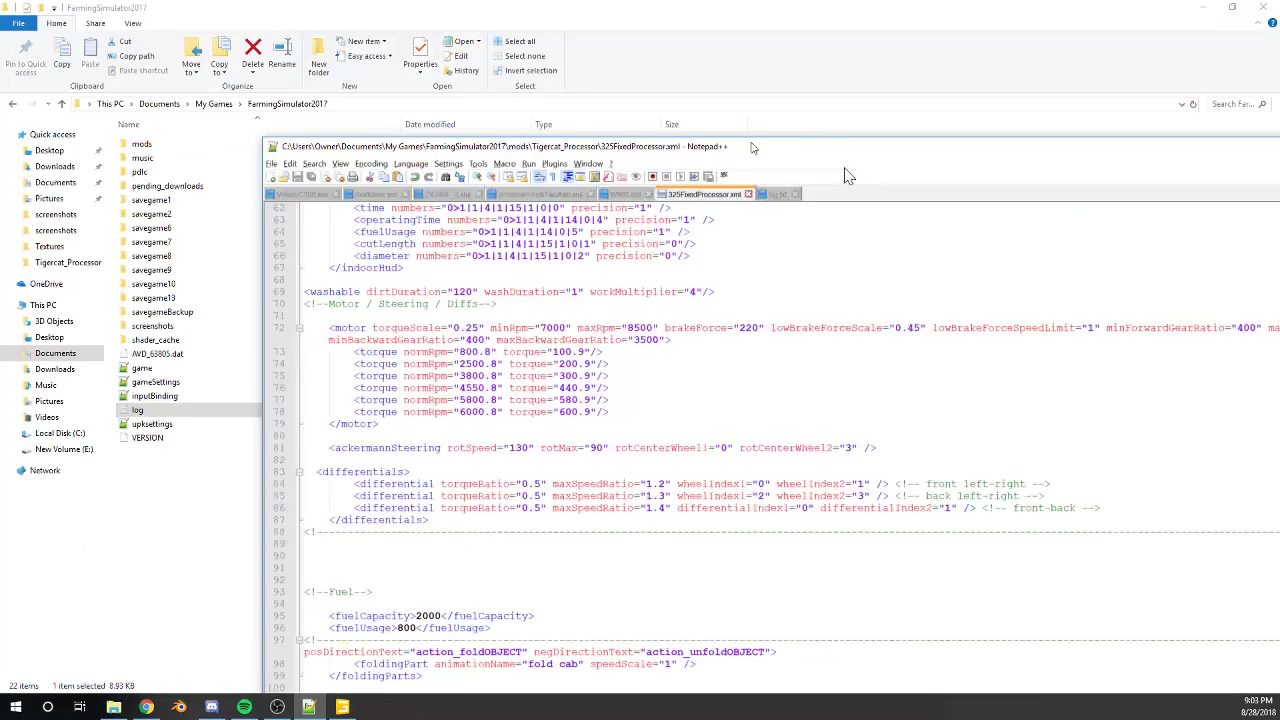 FarmingSimulator2017
File Home Share View
Pin to Quick access
Copy
Paste
Cut
Copy path
Paste shortcut
Move to
Copy to
Delete
Rename
New folder
New item
Easy access
Properties
Open
Edit
History
Select all
Select none
Invert selection
Clipboard Organize New Open Select
This PC Documents My Games FarmingSimulator2017 Search Far...
Name Date modified Type Size
Quick access
Desktop
Downloads
Documents
Pictures
screenshots
screenshots
Textures
Tigercat_Processor
OneDrive
This PC
3D Objects
Desktop
Documents
Downloads
Music
Pictures
Videos
Local Disk (C:)
New Volume (E:)
Network
mods
music
pdlc
pending_downloads
savegame1
savegame2
savegame6
savegame7
savegame8
savegame9
savegame10
savegame13
savegameBackup
screenshots
shader_cache
AVD_63805.dat
game
gameSettings
inputBinding
log
upksettings
VERSION
C:\Users\Owner\Documents\My Games\FarmingSimulator2017\mods\Tigercat_Processor\325FixedProcessor.xml - Notepad++
File Edit Search View Encoding Language Settings Tools Macro Run Plugins Window ?
325FixedProcessor.xml
62 <time numbers="0>1|1|4|1|15|1|0|0" precision="1" />
63 <operatingTime numbers="0>1|1|4|1|14|0|4" precision="1" />
64 <fuelUsage numbers="0>1|1|4|1|14|0|5" precision="1" />
65 <cutLength numbers="0>1|1|4|1|15|1|0|1" precision="0"/>
66 <diameter numbers="0>1|1|4|1|15|1|0|2" precision="0"/>
67 </indoorHud>
68
69 <washable dirtDuration="120" washDuration="1" workMultiplier="4"/>
70 <!--Motor / Steering / Diffs-->
71
72 <motor torqueScale="0.25" minRpm="7000" maxRpm="8500" brakeForce="220" lowBrakeForceScale="0.45" lowBrakeForceSpeedLimit="1" minForwardGearRatio="400" ma
minBackwardGearRatio="400" maxBackwardGearRatio="3500">
73 <torque normRpm="800.8" torque="100.9"/>
74 <torque normRpm="2500.8" torque="200.9"/>
75 <torque normRpm="3800.8" torque="300.9"/>
76 <torque normRpm="4550.8" torque="440.9"/>
77 <torque normRpm="5800.8" torque="580.9"/>
78 <torque normRpm="6000.8" torque="600.9"/>
79 </motor>
80
81 <ackermannSteering rotSpeed="130" rotMax="90" rotCenterWheel1="0" rotCenterWheel2="3" />
82
83 <differentials>
84 <differential torqueRatio="0.5" maxSpeedRatio="1.2" wheelIndex1="0" wheelIndex2="1" /> <!-- front left-right -->
85 <differential torqueRatio="0.5" maxSpeedRatio="1.3" wheelIndex1="2" wheelIndex2="3" /> <!-- back left-right -->
86 <differential torqueRatio="0.5" maxSpeedRatio="1.4" differentialIndex1="0" differentialIndex2="1" /> <!-- front-back -->
87 </differentials>
88 <!--
89
90
91
92
93 <!--Fuel-->
94
95 <fuelCapacity>2000</fuelCapacity>
96 <fuelUsage>800</fuelUsage>
97 <!--
posDirectionText="action_foldOBJECT" negDirectionText="action_unfoldOBJECT">
98 <foldingPart animationName="fold cab" speedScale="1" />
99 </foldingParts>
100
22 items 1 item selected 8.93 KB
9:03 PM
8/28/2018